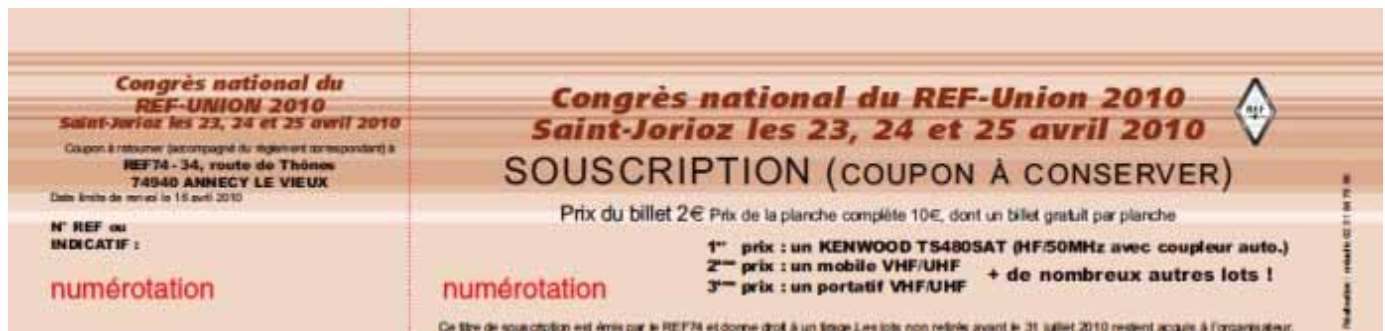 Congrès national du
REF-UNION 2010
Saint-Jorioz les 23, 24 et 25 avril 2010
Coupon à retourner (accompagné du règlement correspondant) à
REF74 - 34, route de Thônes
74940 ANNECY LE VIEUX
Date limite de renvoi le 16 avril 2010
N° REF ou
INDICATIF :
numérotation
Congrès national du REF-Union 2010
Saint-Jorioz les 23, 24 et 25 avril 2010
REF
SOUSCRIPTION (COUPON À CONSERVER)
Prix du billet 2€ Prix de la planche complète 10€, dont un billet gratuit par planche
1er prix : un KENWOOD TS480SAT (HF/50MHz avec coupleur auto.)
2ème prix : un mobile VHF/UHF
3ème prix : un portatif VHF/UHF
+ de nombreux autres lots !
numérotation
Ce titre de souscription est émis par le REF74 et donne droit à un tirage. Les lots non retirés avant le 31 juillet 2010 restent acquis à l'organisateur.